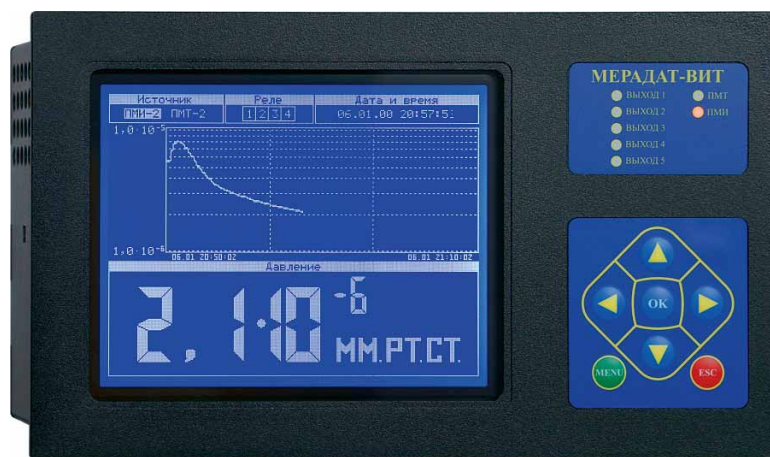 Источник Реле Дата и время
ПМИ-2 ПМТ-2 1 2 3 4 06.01.00 20:57:53
1,0·10⁻⁵
1,0·10⁻⁶
06.01 20:50:02 06.01 21:10:02
Давление
2,1·10⁻⁶ ММ.РТ.СТ.
МЕРАДАТ-ВИТ
ВЫХОД 1 ПМТ
ВЫХОД 2 ПМИ
ВЫХОД 3
ВЫХОД 4
ВЫХОД 5
OK
MENU ESC